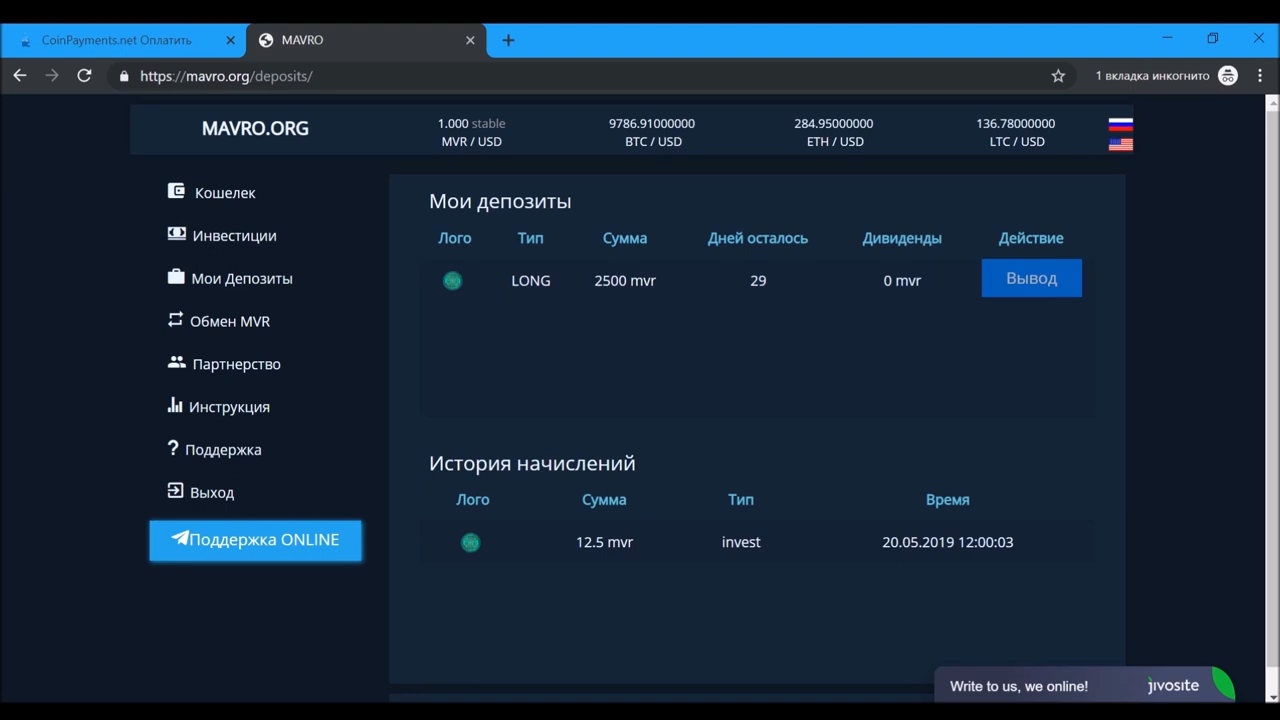 CoinPayments.net Оплатить
MAVRO
https://mavro.org/deposits/
1 вкладка инкогнито
MAVRO.ORG
1.000 stable
MVR / USD
9786.91000000
BTC / USD
284.95000000
ETH / USD
136.78000000
LTC / USD
Кошелек
Инвестиции
Мои Депозиты
Обмен MVR
Партнерство
Инструкция
Поддержка
Выход
Поддержка ONLINE
Мои депозиты
Лого Тип Сумма Дней осталось Дивиденды Действие
LONG 2500 mvr 29 0 mvr Вывод
История начислений
Лого Сумма Тип Время
12.5 mvr invest 20.05.2019 12:00:03
Write to us, we online! jivosite